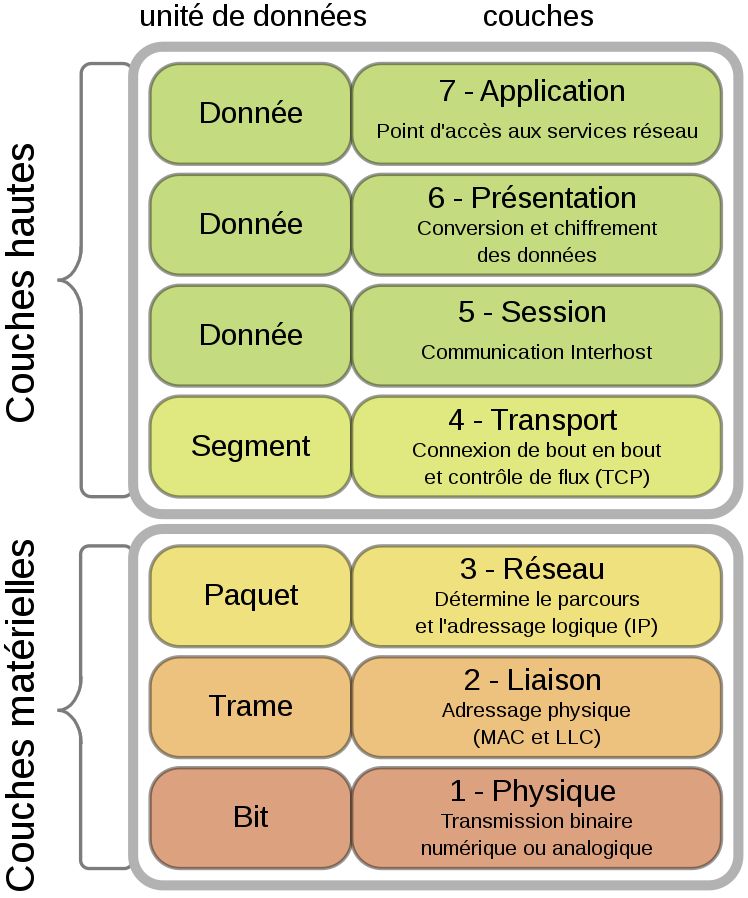 unité de données couches
Couches hautes
Donnée
7 - Application
Point d'accès aux services réseau
Donnée
6 - Présentation
Conversion et chiffrement
des données
Donnée
5 - Session
Communication Interhost
Segment
4 - Transport
Connexion de bout en bout
et contrôle de flux (TCP)
Couches matérielles
Paquet
3 - Réseau
Détermine le parcours
et l'adressage logique (IP)
Trame
2 - Liaison
Adressage physique
(MAC et LLC)
Bit
1 - Physique
Transmission binaire
numérique ou analogique